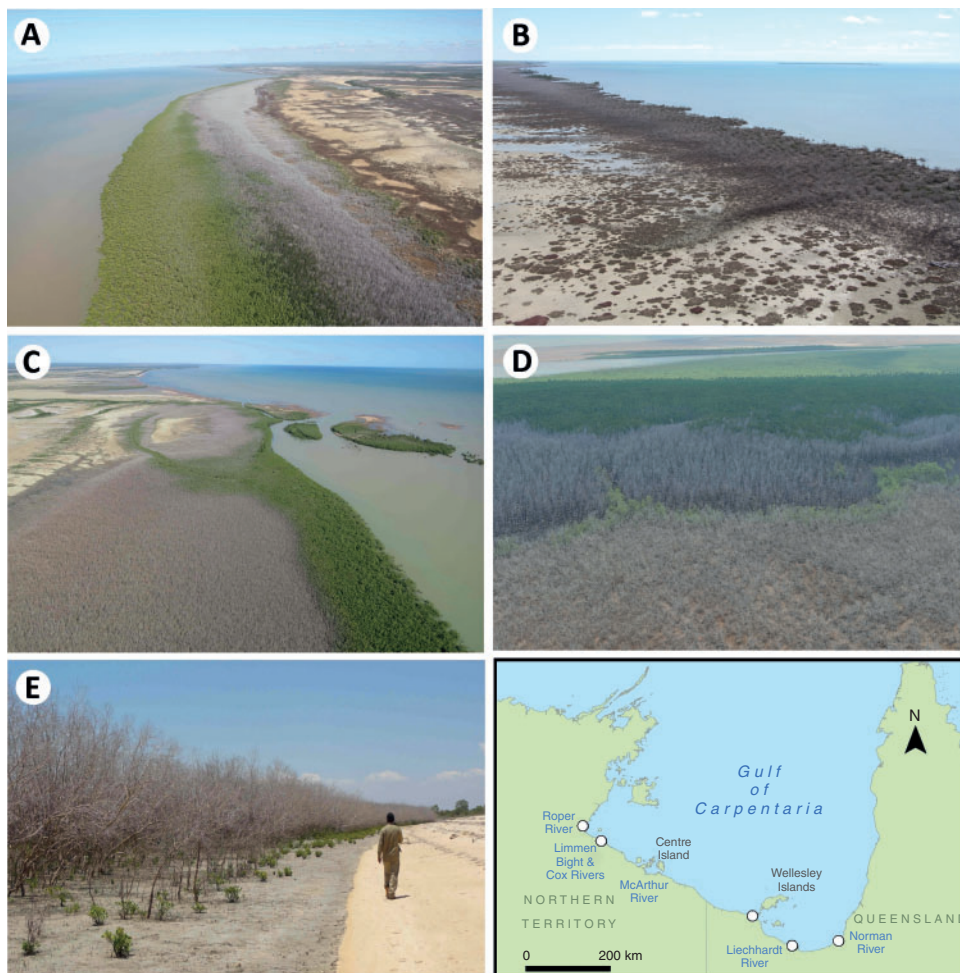 A
B
C
D
E
N
Gulf
of
Carpentaria
Roper
River
Limmen
Bight &
Cox Rivers
Centre
Island
McArthur
River
Wellesley
Islands
NORTHERN
TERRITORY
QUEENSLAND
Liechhardt
River
Norman
River
0 200 km